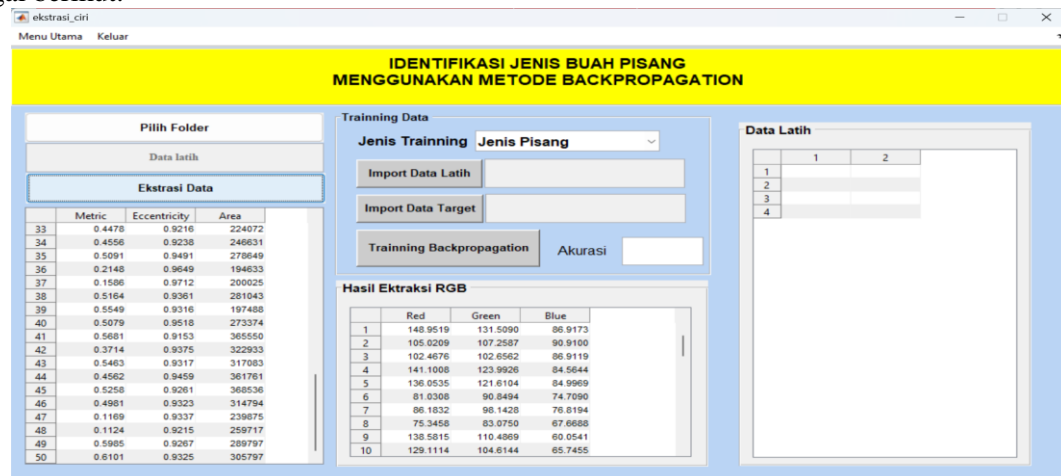 ekstrasi_ciri
Menu Utama Keluar
IDENTIFIKASI JENIS BUAH PISANG
MENGGUNAKAN METODE BACKPROPAGATION
Pilih Folder
Data latih
Ekstrasi Data
Metric Eccentricity Area
33 0.4478 0.9216 224072
34 0.4556 0.9238 246631
35 0.5091 0.9491 278649
36 0.2148 0.9649 194633
37 0.1586 0.9712 200025
38 0.5164 0.9361 281043
39 0.5549 0.9316 197488
40 0.5079 0.9518 273374
41 0.5681 0.9153 365550
42 0.3714 0.9375 322933
43 0.5463 0.9317 317083
44 0.4562 0.9459 361761
45 0.5258 0.9261 368536
46 0.4981 0.9323 314794
47 0.1169 0.9337 239875
48 0.1124 0.9215 259717
49 0.5985 0.9267 289797
50 0.6101 0.9325 305797
Trainning Data
Jenis Trainning Jenis Pisang
Import Data Latih
Import Data Target
Trainning Backpropagation Akurasi
Hasil Ektraksi RGB
Red Green Blue
1 148.9519 131.5090 86.9173
2 105.0209 107.2587 90.9100
3 102.4676 102.6562 86.9119
4 141.1008 123.9926 84.5644
5 136.0535 121.6104 84.9969
6 81.0308 90.8494 74.7090
7 86.1832 98.1428 76.8194
8 75.3458 83.0750 67.6688
9 138.5815 110.4869 60.0541
10 129.1114 104.6144 65.7455
Data Latih
1 2
1
2
3
4